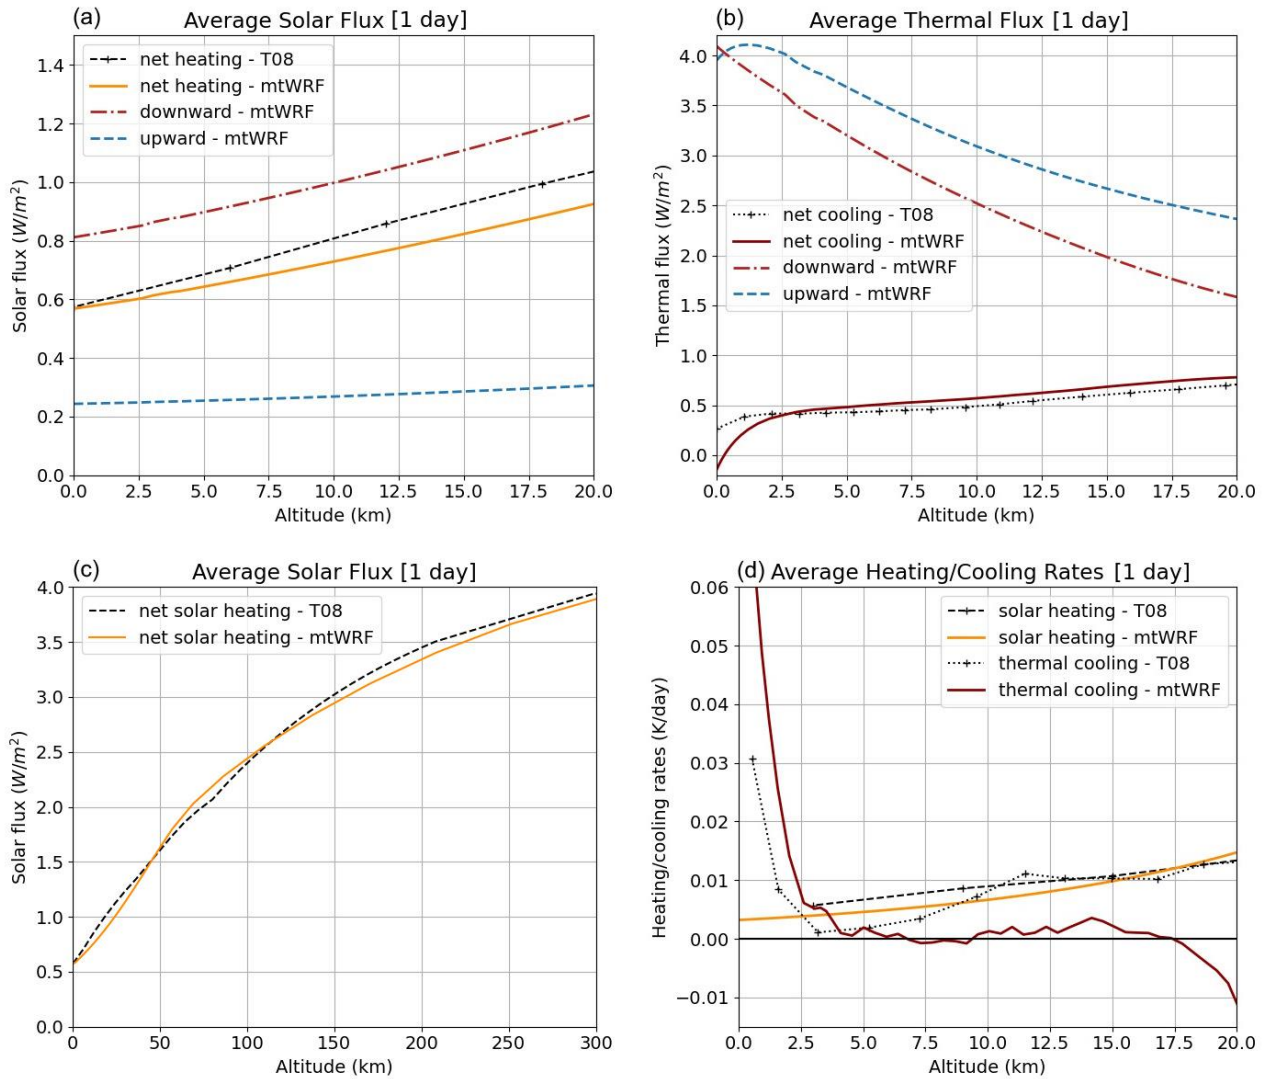 (a) Average Solar Flux [1 day]
net heating - T08
net heating - mtWRF
downward - mtWRF
upward - mtWRF
Solar flux (W/m²)
1.4
1.2
1.0
0.8
0.6
0.4
0.2
0.0
0.0 2.5 5.0 7.5 10.0 12.5 15.0 17.5 20.0
Altitude (km)
(b) Average Thermal Flux [1 day]
net cooling - T08
net cooling - mtWRF
downward - mtWRF
upward - mtWRF
Thermal flux (W/m²)
4.0
3.5
3.0
2.5
2.0
1.5
1.0
0.5
0.0
0.0 2.5 5.0 7.5 10.0 12.5 15.0 17.5 20.0
Altitude (km)
(c) Average Solar Flux [1 day]
net solar heating - T08
net solar heating - mtWRF
Solar flux (W/m²)
4.0
3.5
3.0
2.5
2.0
1.5
1.0
0.5
0.0
0 50 100 150 200 250 300
Altitude (km)
(d) Average Heating/Cooling Rates [1 day]
solar heating - T08
solar heating - mtWRF
thermal cooling - T08
thermal cooling - mtWRF
Heating/cooling rates (K/day)
0.06
0.05
0.04
0.03
0.02
0.01
0.00
−0.01
0.0 2.5 5.0 7.5 10.0 12.5 15.0 17.5 20.0
Altitude (km)